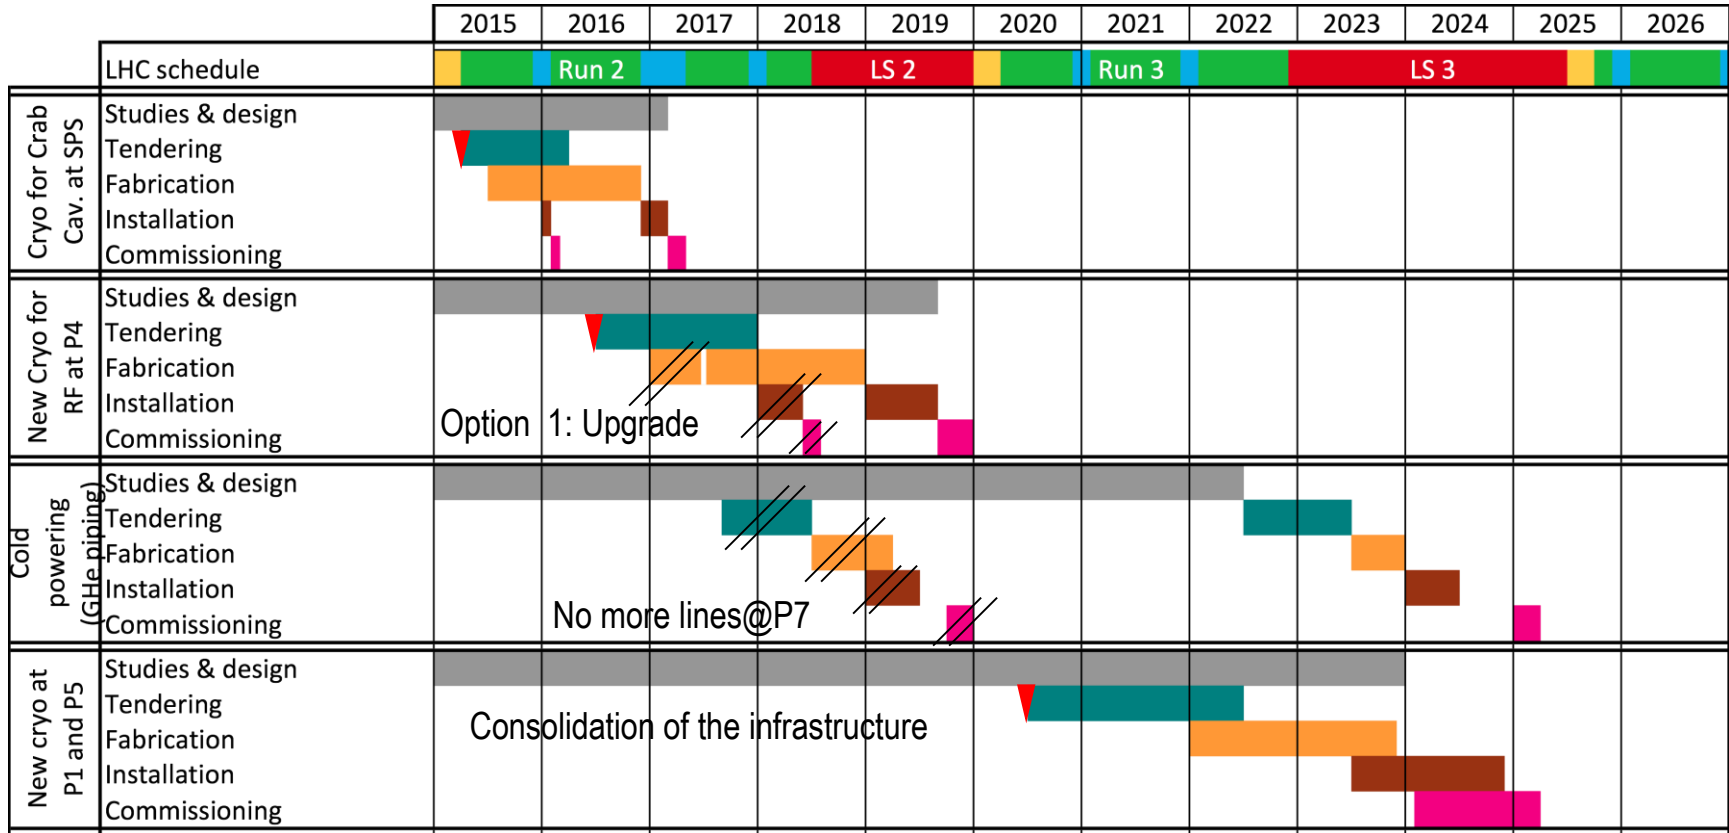 2015 2016 2017 2018 2019 2020 2021 2022 2023 2024 2025 2026
LHC schedule Run 2 LS 2 Run 3 LS 3
Cryo for Crab
Cav. at SPS
Studies & design
Tendering
Fabrication
Installation
Commissioning
New Cryo for
RF at P4
Studies & design
Tendering
Fabrication
Installation
Commissioning
Option 1: Upgrade
Cold
powering
(GHe piping)
Studies & design
Tendering
Fabrication
Installation
Commissioning
No more lines@P7
New cryo at
P1 and P5
Studies & design
Tendering
Fabrication
Installation
Commissioning
Consolidation of the infrastructure